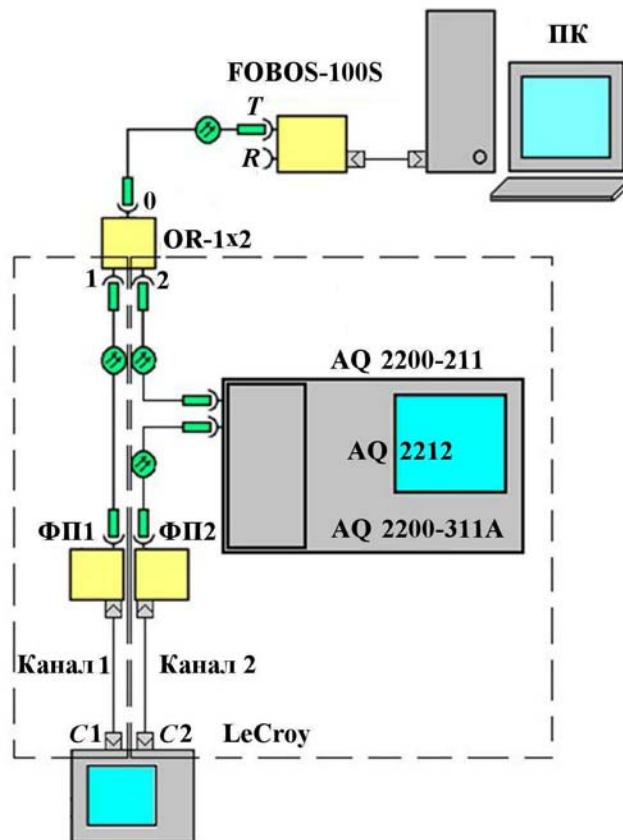 ПК
FOBOS-100S
T
R
0
OR-1x2
1 2
AQ 2200-211
AQ 2212
ФП1 ФП2
AQ 2200-311A
Канал 1 Канал 2
C1 C2 LeCroy